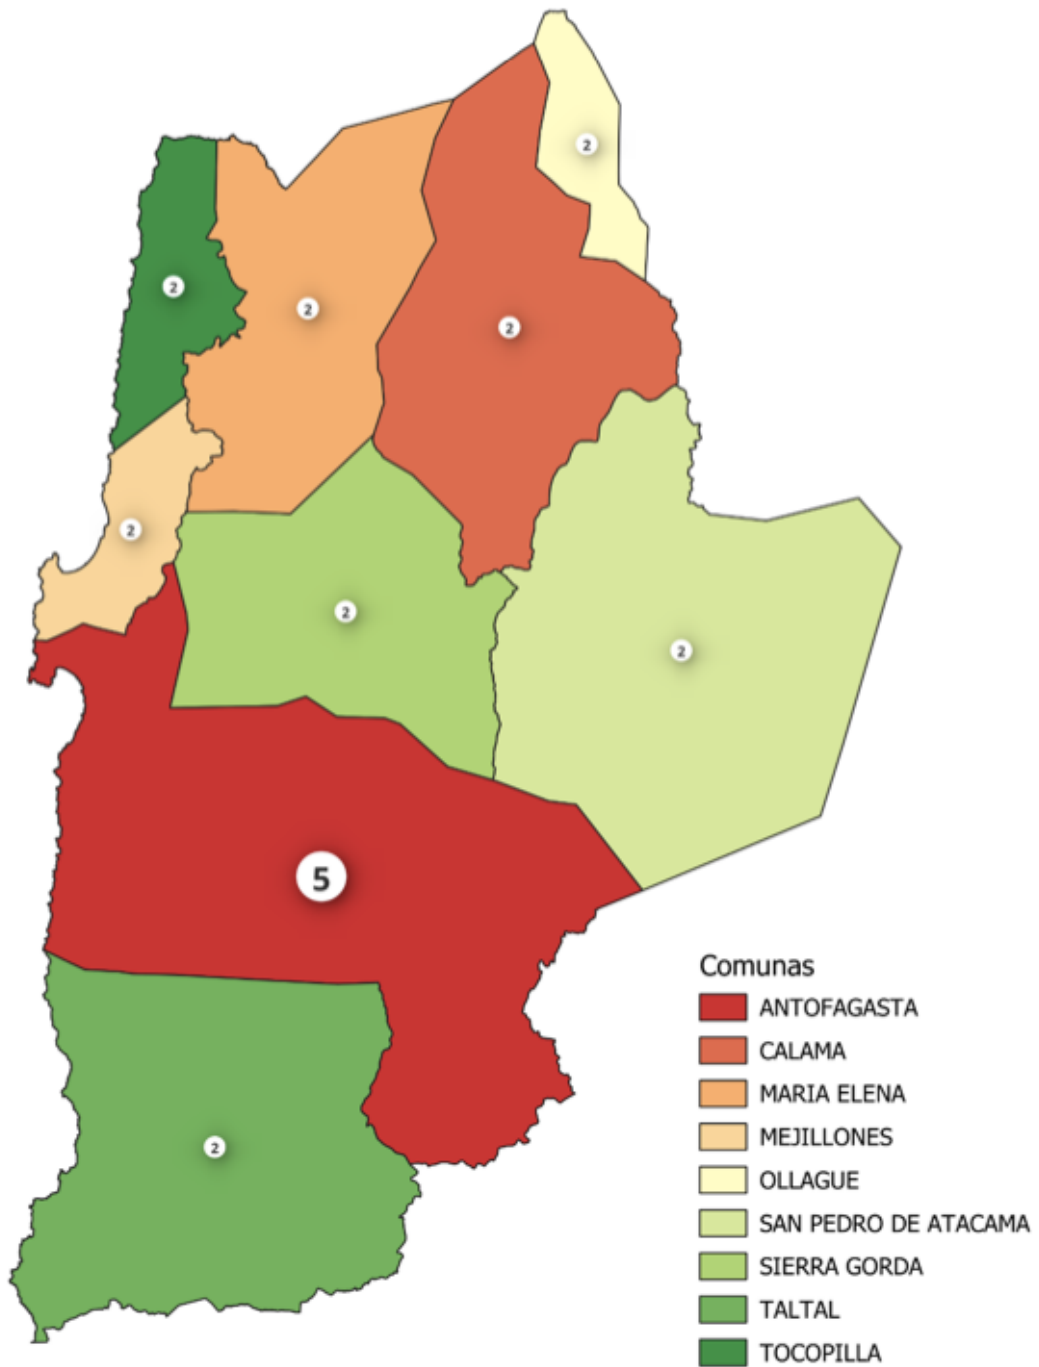 2
2
2
2
2
2
2
5
2
Comunas
ANTOFAGASTA
CALAMA
MARIA ELENA
MEJILLONES
OLLAGUE
SAN PEDRO DE ATACAMA
SIERRA GORDA
TALTAL
TOCOPILLA